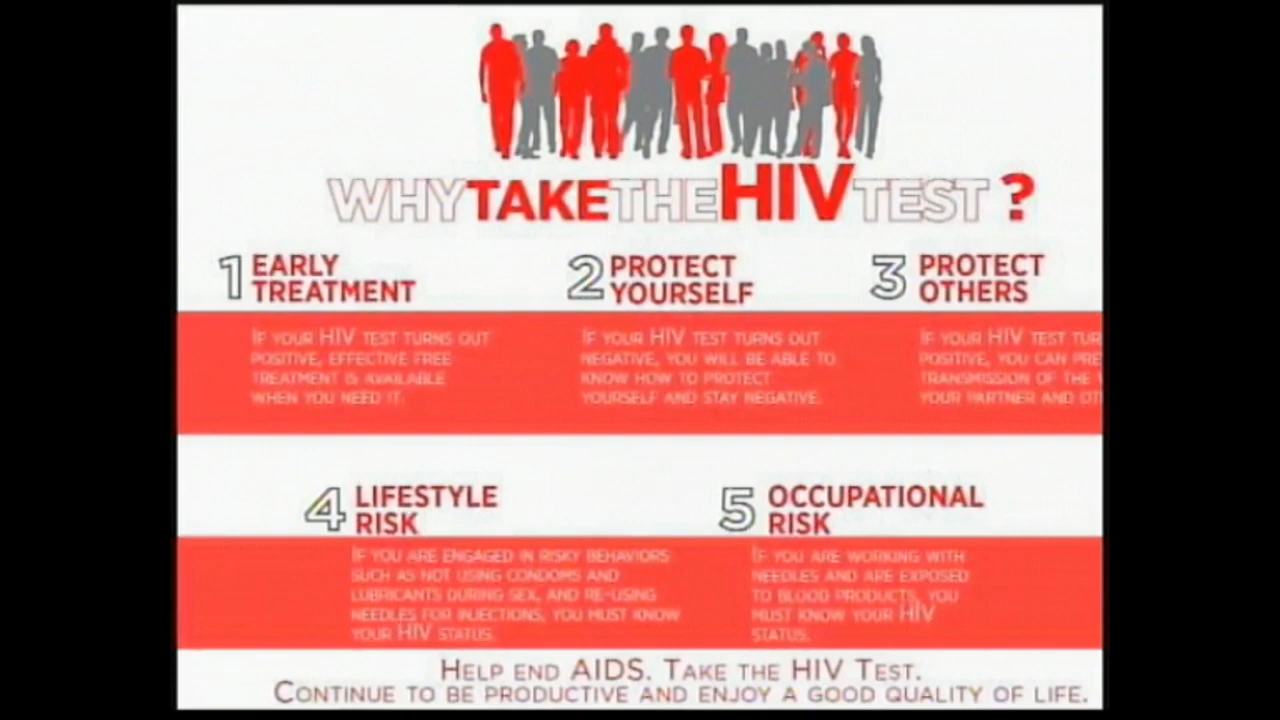 WHY TAKE THE HIV TEST ?
1 EARLY
TREATMENT
IF YOUR HIV TEST TURNS OUT
POSITIVE, EFFECTIVE FREE
TREATMENT IS AVAILABLE
WHEN YOU NEED IT.
2 PROTECT
YOURSELF
IF YOUR HIV TEST TURNS OUT
NEGATIVE, YOU WILL BE ABLE TO
KNOW HOW TO PROTECT
YOURSELF AND STAY NEGATIVE.
3 PROTECT
OTHERS
IF YOUR HIV TEST
POSITIVE, YOU CAN
TRANSMISSION OF THE
YOUR PARTNER AND
4 LIFESTYLE
RISK
IF YOU ARE ENGAGED IN RISKY BEHAVIORS
SUCH AS NOT USING CONDOMS AND
LUBRICANTS DURING SEX, AND RE-USING
NEEDLES FOR INJECTIONS, YOU MUST KNOW
YOUR HIV STATUS.
5 OCCUPATIONAL
RISK
IF YOU ARE WORKING WITH
NEEDLES AND ARE EXPOSED
TO BLOOD PRODUCTS, YOU
MUST KNOW YOUR HIV
STATUS.
HELP END AIDS. TAKE THE HIV TEST.
CONTINUE TO BE PRODUCTIVE AND ENJOY A GOOD QUALITY OF LIFE.